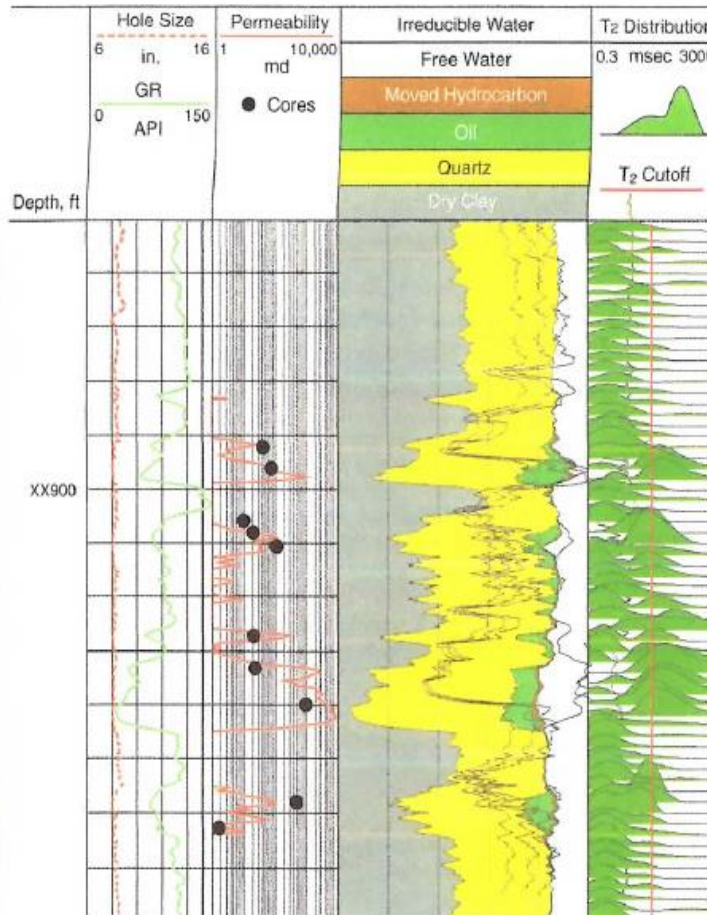 Hole Size
6 16
in.
GR
0 150
API
Permeability
1 10,000
md
Cores
Irreducible Water
Free Water
Moved Hydrocarbon
Oil
Quartz
Dry Clay
T2 Distribution
0.3 msec 3000
T2 Cutoff
Depth, ft
XX900